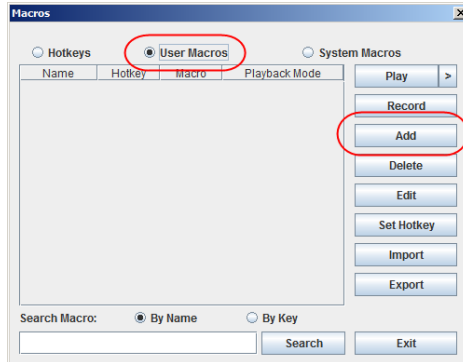 Macros
Hotkeys User Macros System Macros
Name Hotkey Macro Playback Mode
Play >
Record
Add
Delete
Edit
Set Hotkey
Import
Export
Search Macro: By Name By Key
Search Exit